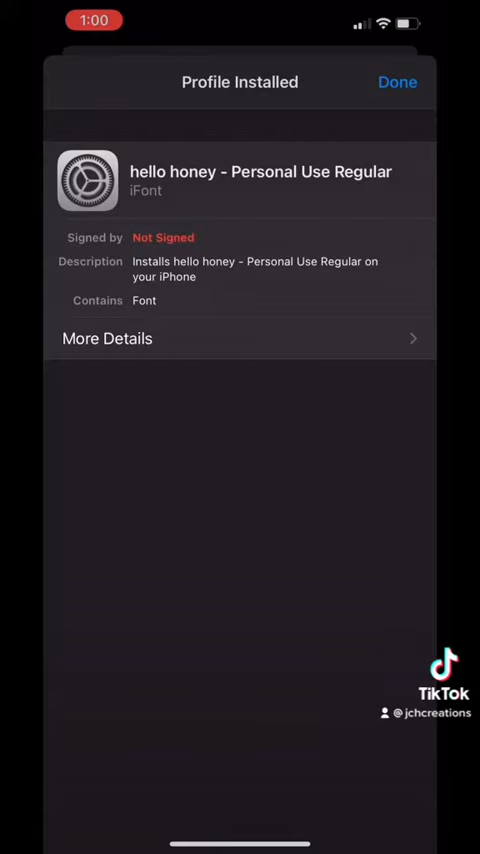 1:00
Profile Installed
Done
hello honey - Personal Use Regular
iFont
Signed by Not Signed
Description Installs hello honey - Personal Use Regular on
your iPhone
Contains Font
More Details
TikTok
@jchcreations